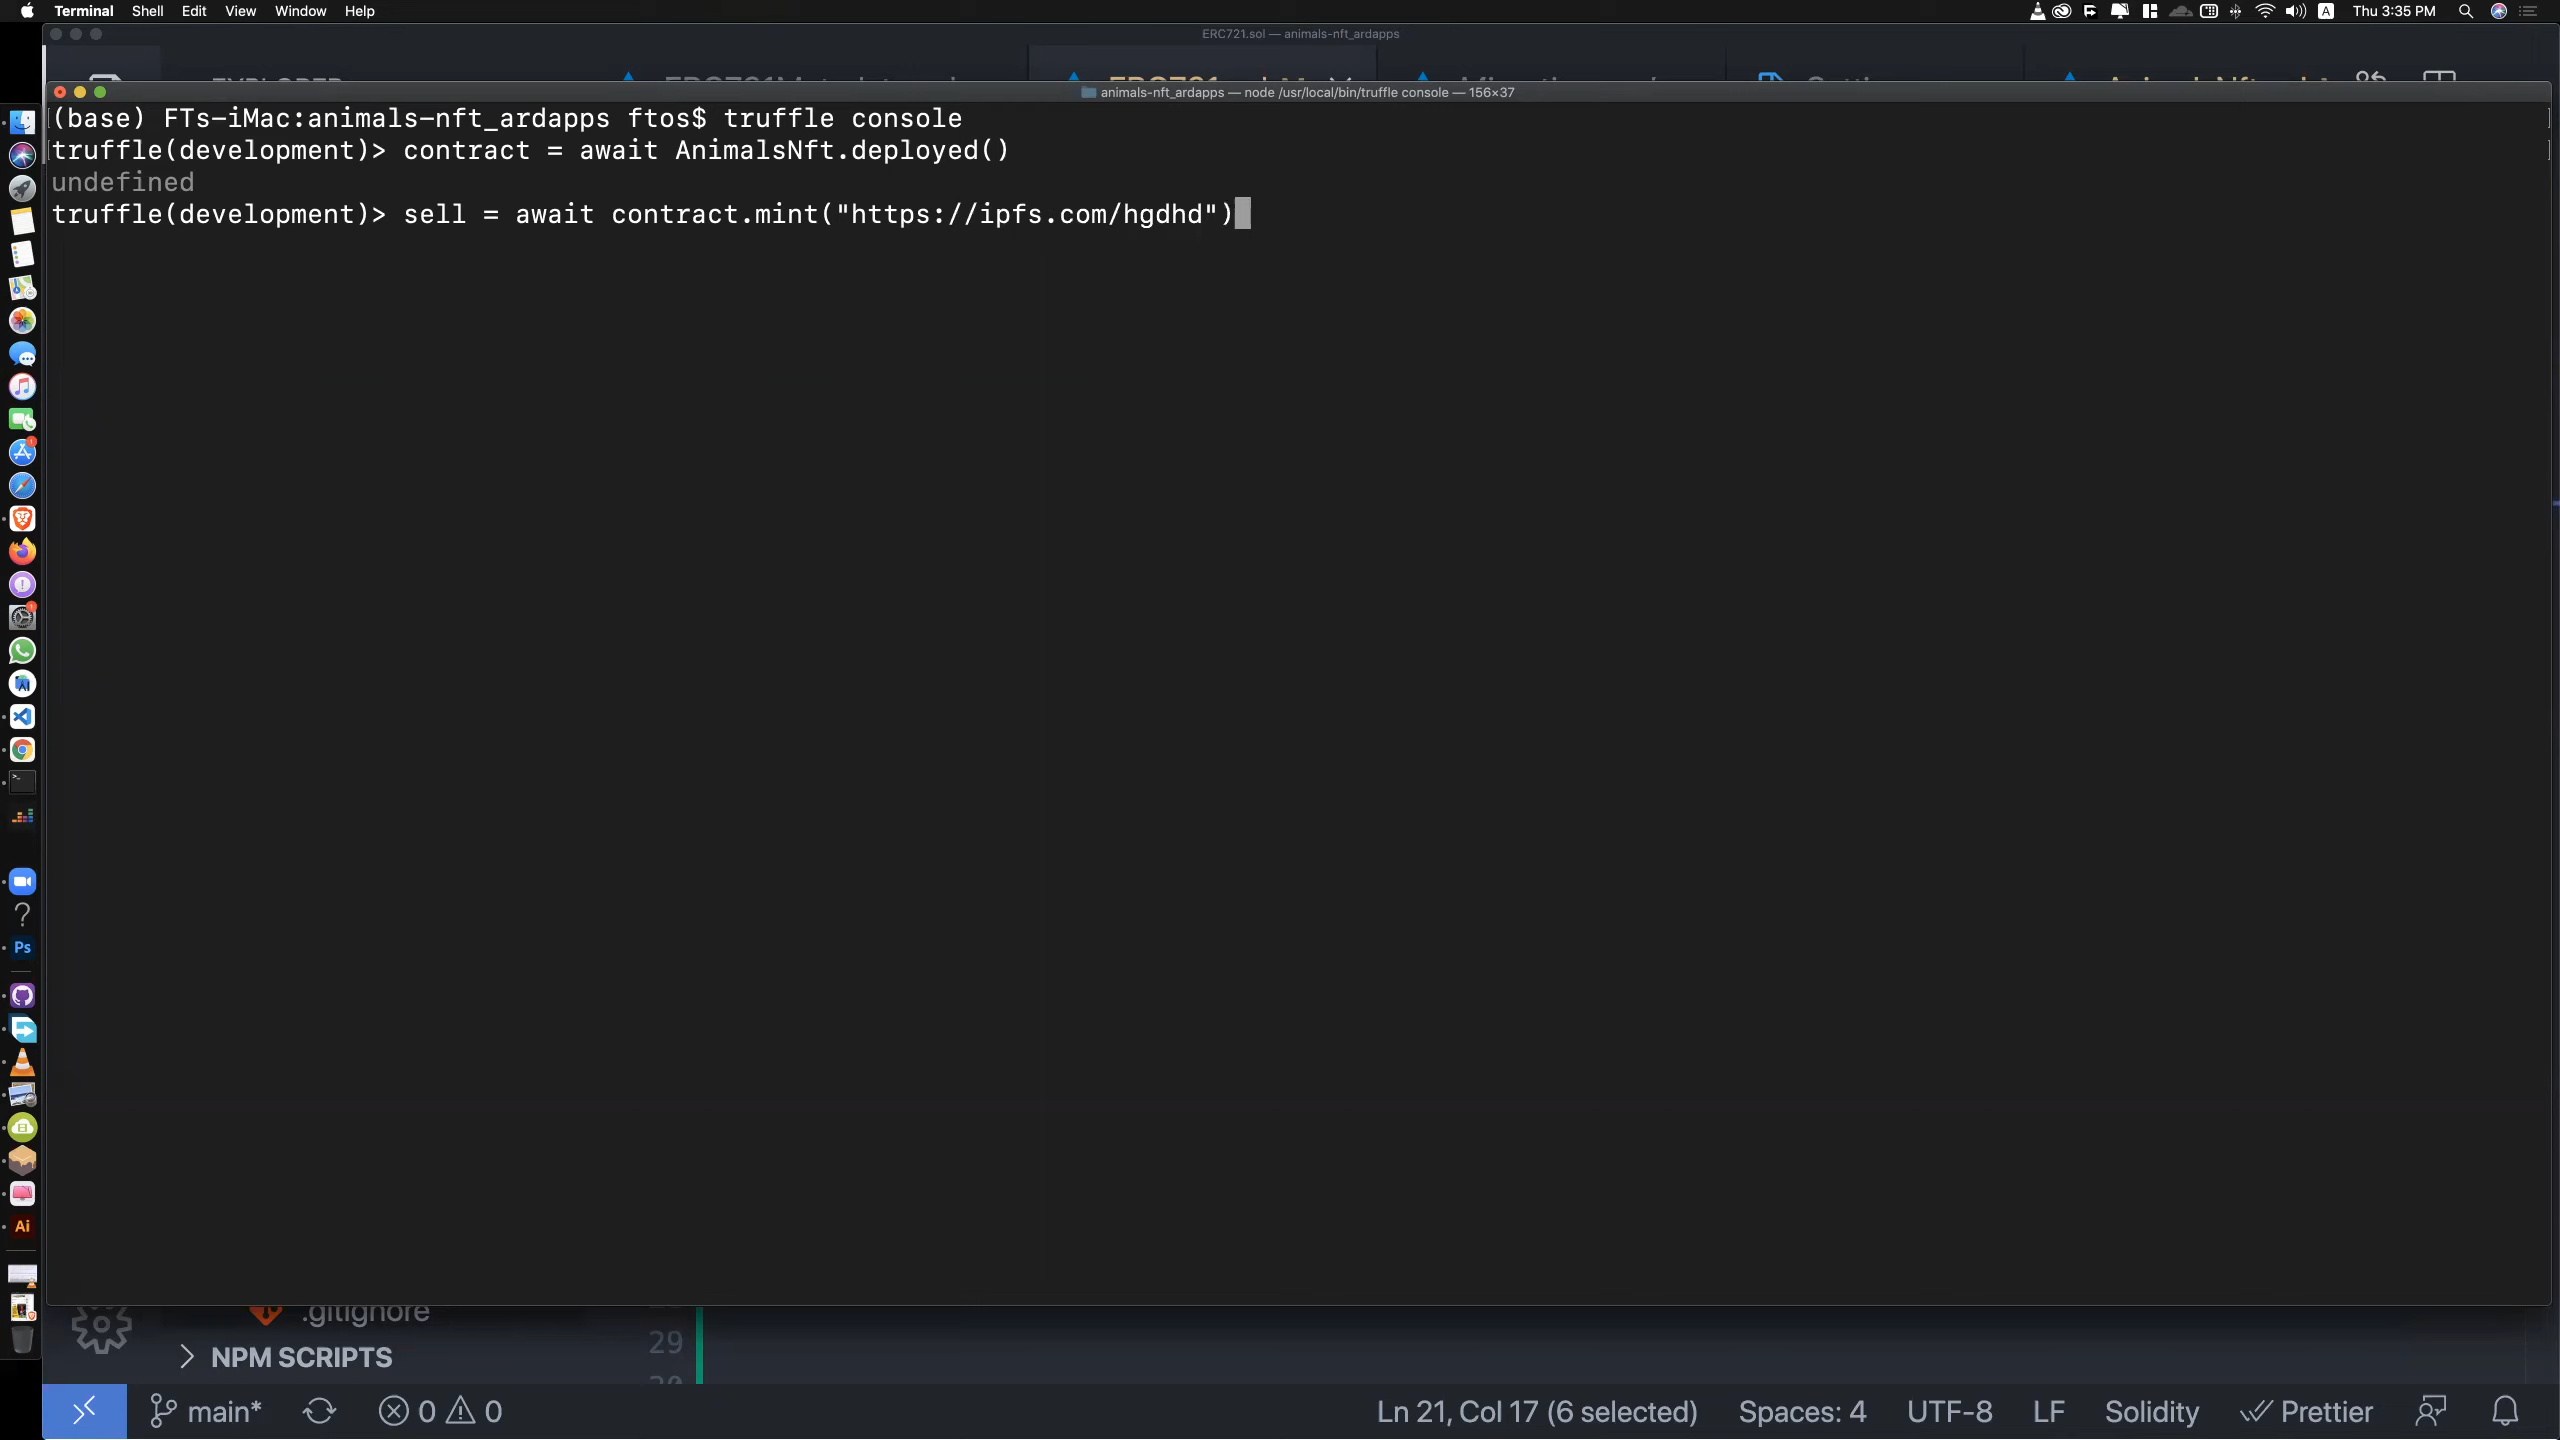 Terminal Shell Edit View Window Help
A Thu 3:35 PM
ERC721.sol — animals-nft_ardapps
animals-nft_ardapps — node /usr/local/bin/truffle console — 156×37
(base) FTs-iMac:animals-nft_ardapps ftos$ truffle console
truffle(development)> contract = await AnimalsNft.deployed()
undefined
truffle(development)> sell = await contract.mint("https://ipfs.com/hgdhd")
Ps
Ai
.gitignore
29
NPM SCRIPTS
main* 0 0 Ln 21, Col 17 (6 selected) Spaces: 4 UTF-8 LF Solidity Prettier